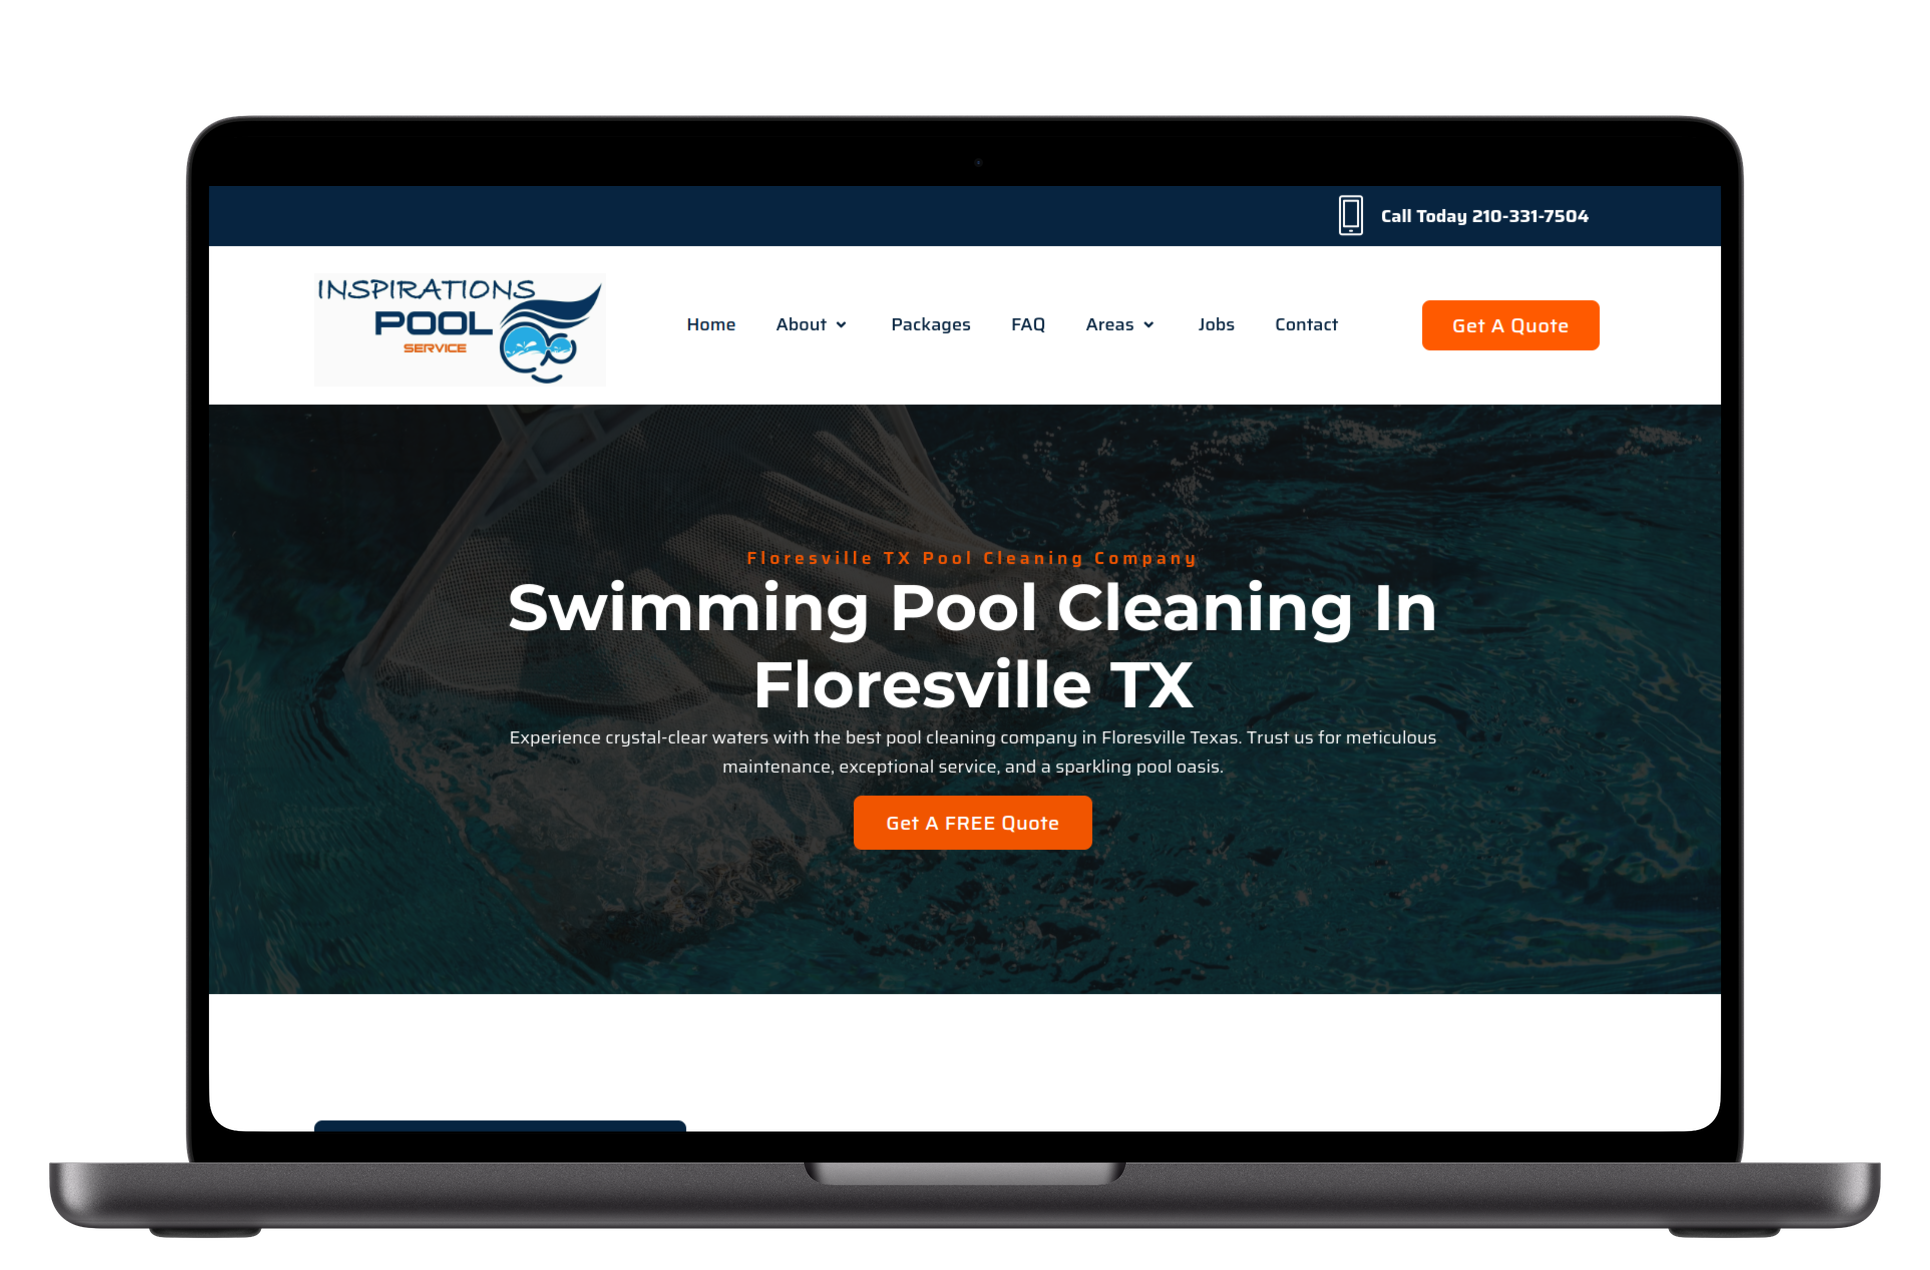 Call Today 210-331-7504
INSPIRATIONS
POOL
SERVICE
Home About Packages FAQ Areas Jobs Contact Get A Quote
Floresville TX Pool Cleaning Company
Swimming Pool Cleaning In
Floresville TX
Experience crystal-clear waters with the best pool cleaning company in Floresville Texas. Trust us for meticulous
maintenance, exceptional service, and a sparkling pool oasis.
Get A FREE Quote